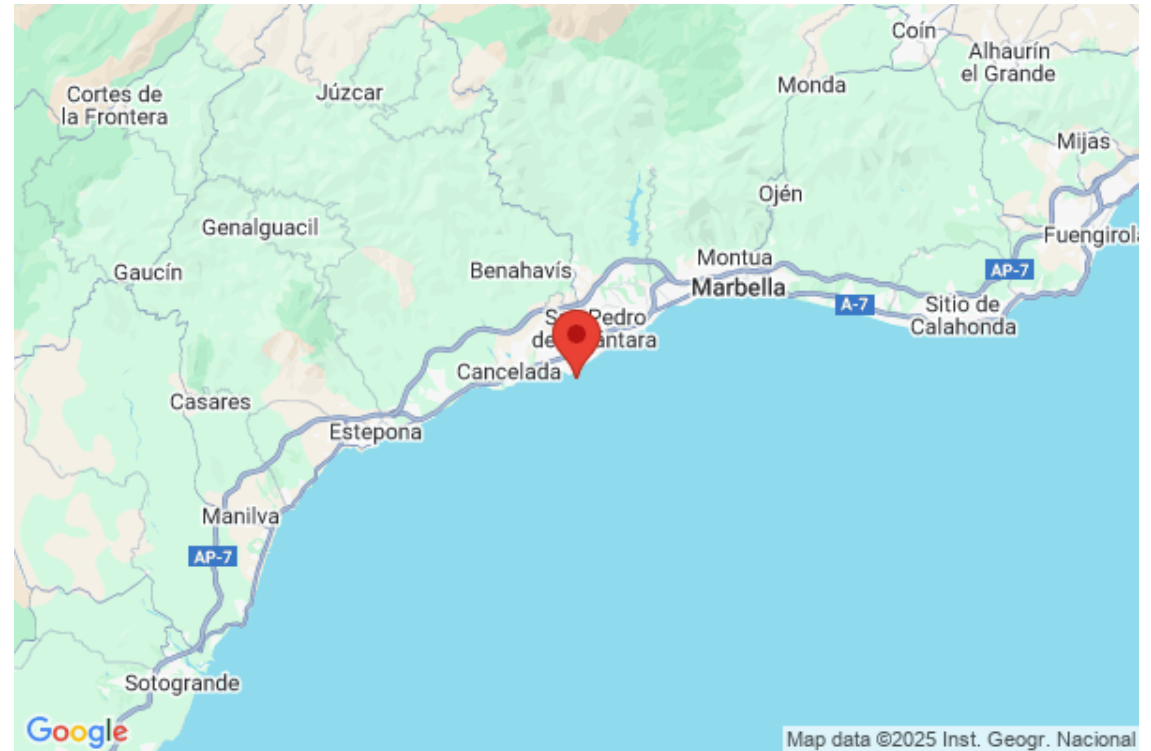 Coín
Alhaurín
el Grande
Cortes de
la Frontera
Júzcar
Monda
Mijas
Ojén
Genalguacil
Fuengirola
Gaucín
Benahavís
Montua
AP-7
Marbella
A-7
Sitio de
Calahonda
Pedro
Cancelada
Casares
Estepona
Manilva
AP-7
Sotogrande
Google
Map data ©2025 Inst. Geogr. Nacional